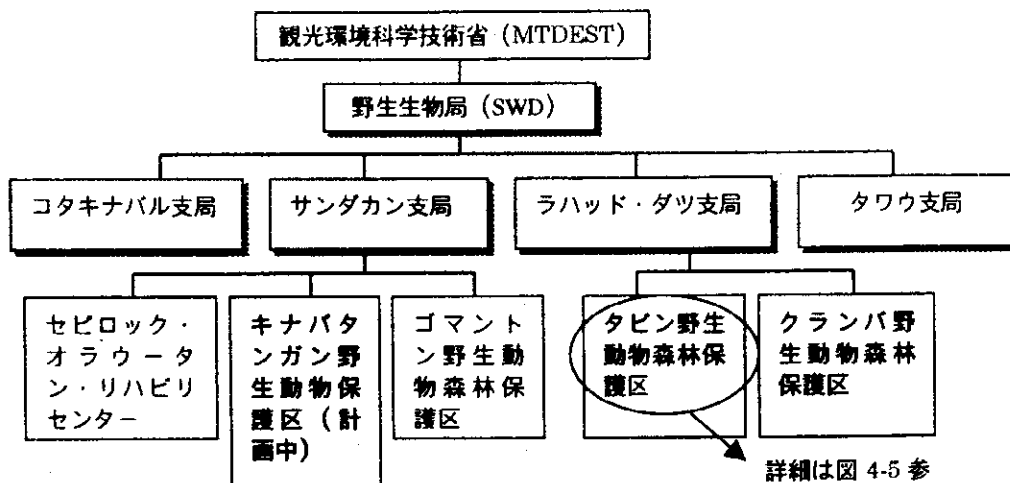 観光環境科学技術省（MTDEST）
野生生物局（SWD）
コタキナバル支局
サンダカン支局
ラハッド・ダツ支局
タワウ支局
セピロック・
オラウータ
ン・リハビリ
センター
キナバタ
ンガン野
生動物保
護区（計
画中）
ゴマント
ン野生動
物森林保
護区
タビン野生
動物森林保
護区
クランバ野
生動物森林
保護区
詳細は図 4-5 参